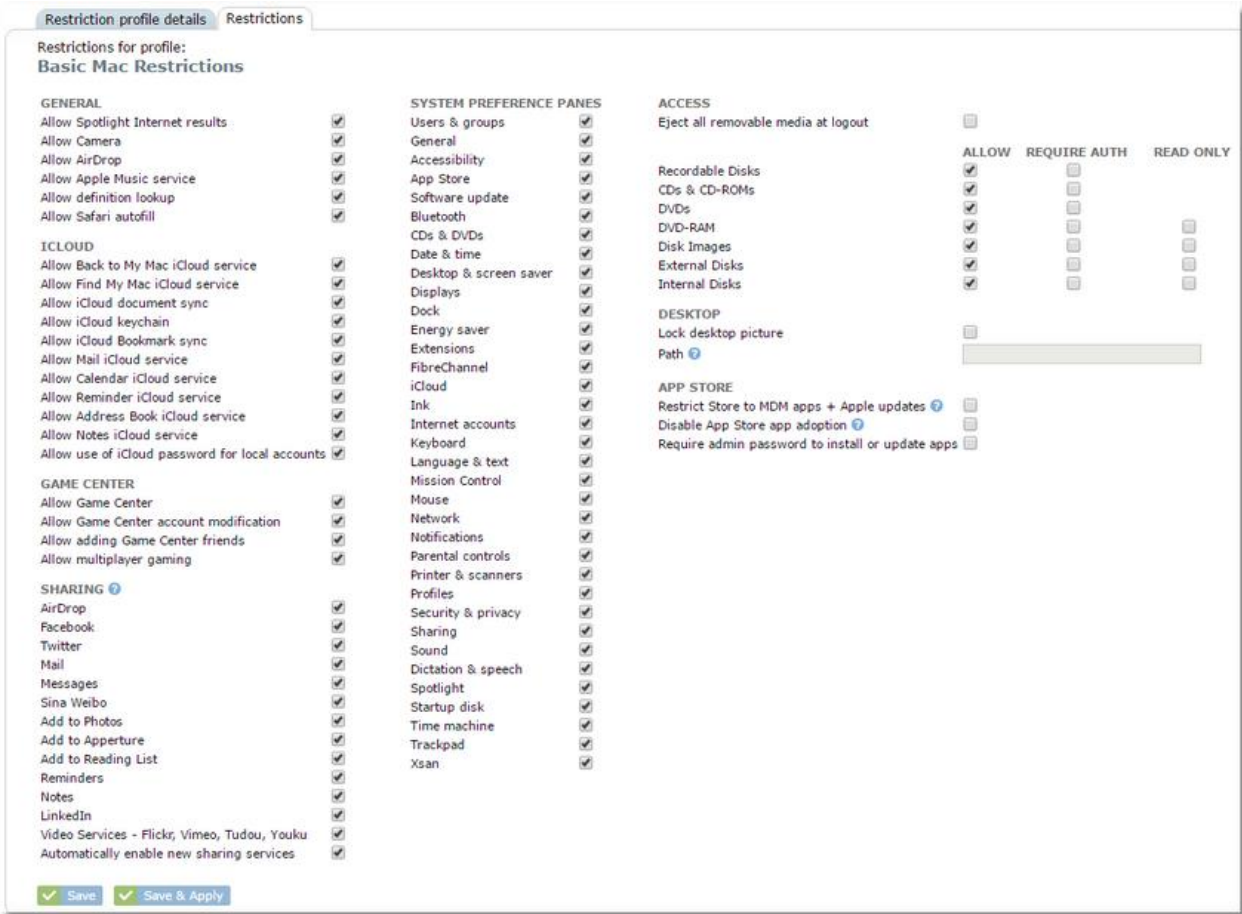 Restriction profile details Restrictions
Restrictions for profile:
Basic Mac Restrictions
GENERAL
Allow Spotlight Internet results
Allow Camera
Allow AirDrop
Allow Apple Music service
Allow definition lookup
Allow Safari autofill
ICLOUD
Allow Back to My Mac iCloud service
Allow Find My Mac iCloud service
Allow iCloud document sync
Allow iCloud keychain
Allow iCloud Bookmark sync
Allow Mail iCloud service
Allow Calendar iCloud service
Allow Reminder iCloud service
Allow Address Book iCloud service
Allow Notes iCloud service
Allow use of iCloud password for local accounts
GAME CENTER
Allow Game Center
Allow Game Center account modification
Allow adding Game Center friends
Allow multiplayer gaming
SHARING ?
AirDrop
Facebook
Twitter
Mail
Messages
Sina Weibo
Add to Photos
Add to Apperture
Add to Reading List
Reminders
Notes
LinkedIn
Video Services - Flickr, Vimeo, Tudou, Youku
Automatically enable new sharing services
SYSTEM PREFERENCE PANES
Users & groups
General
Accessibility
App Store
Software update
Bluetooth
CDs & DVDs
Date & time
Desktop & screen saver
Displays
Dock
Energy saver
Extensions
FibreChannel
iCloud
Ink
Internet accounts
Keyboard
Language & text
Mission Control
Mouse
Network
Notifications
Parental controls
Printer & scanners
Profiles
Security & privacy
Sharing
Sound
Dictation & speech
Spotlight
Startup disk
Time machine
Trackpad
Xsan
ACCESS
Eject all removable media at logout
ALLOW REQUIRE AUTH READ ONLY
Recordable Disks
CDs & CD-ROMs
DVDs
DVD-RAM
Disk Images
External Disks
Internal Disks
DESKTOP
Lock desktop picture
Path ?
APP STORE
Restrict Store to MDM apps + Apple updates ?
Disable App Store app adoption ?
Require admin password to install or update apps
Save Save & Apply